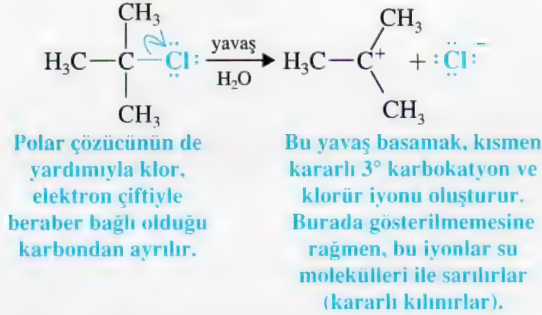 CH₃
CH₃
H₃C—C—Cl: yavaş H₃C—C⁺ + :Cl:⁻
H₂O
CH₃
CH₃
Polar çözücünün de
yardımıyla klor,
elektron çiftiyle
beraber bağlı olduğu
karbondan ayrılır.
Bu yavaş basamak, kısmen
kararlı 3° karbokatyon ve
klorür iyonu oluşturur.
Burada gösterilmemesine
rağmen, bu iyonlar su
molekülleri ile sarılırlar
(kararlı kılınırlar).